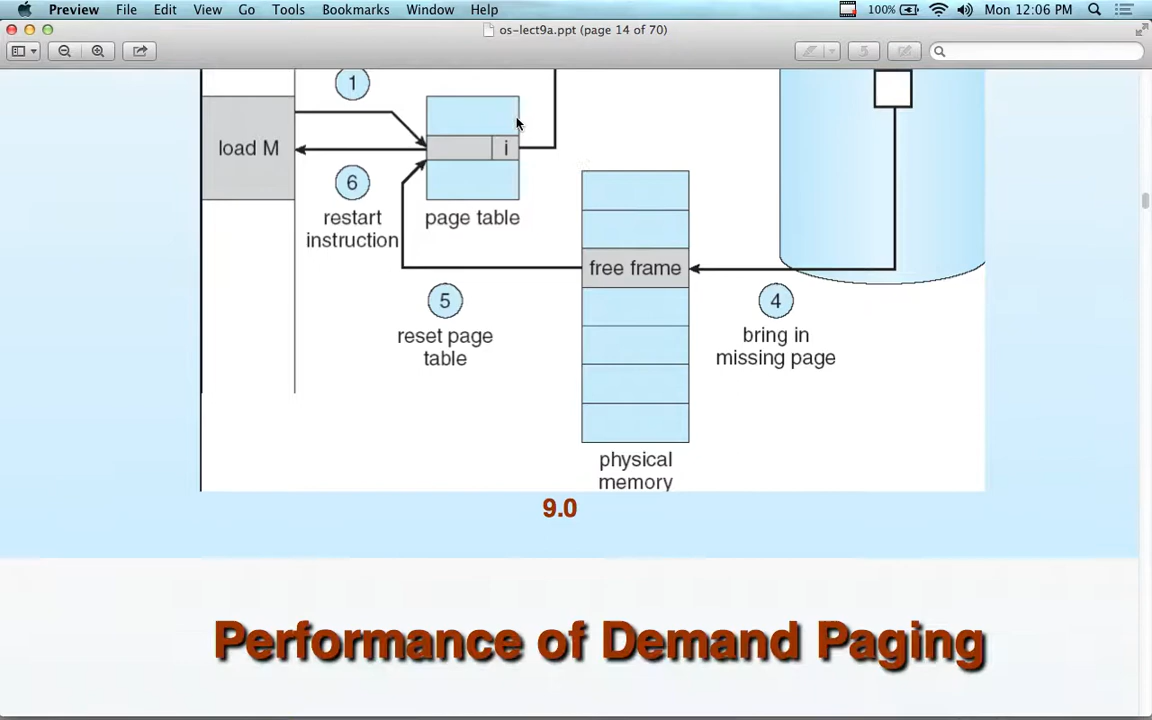 Preview File Edit View Go Tools Bookmarks Window Help 100% Mon 12:06 PM
os-lect9a.ppt (page 14 of 70)
1
load M
i
6
restart
instruction
page table
free frame
5
reset page
table
4
bring in
missing page
physical
memory
9.0
Performance of Demand Paging